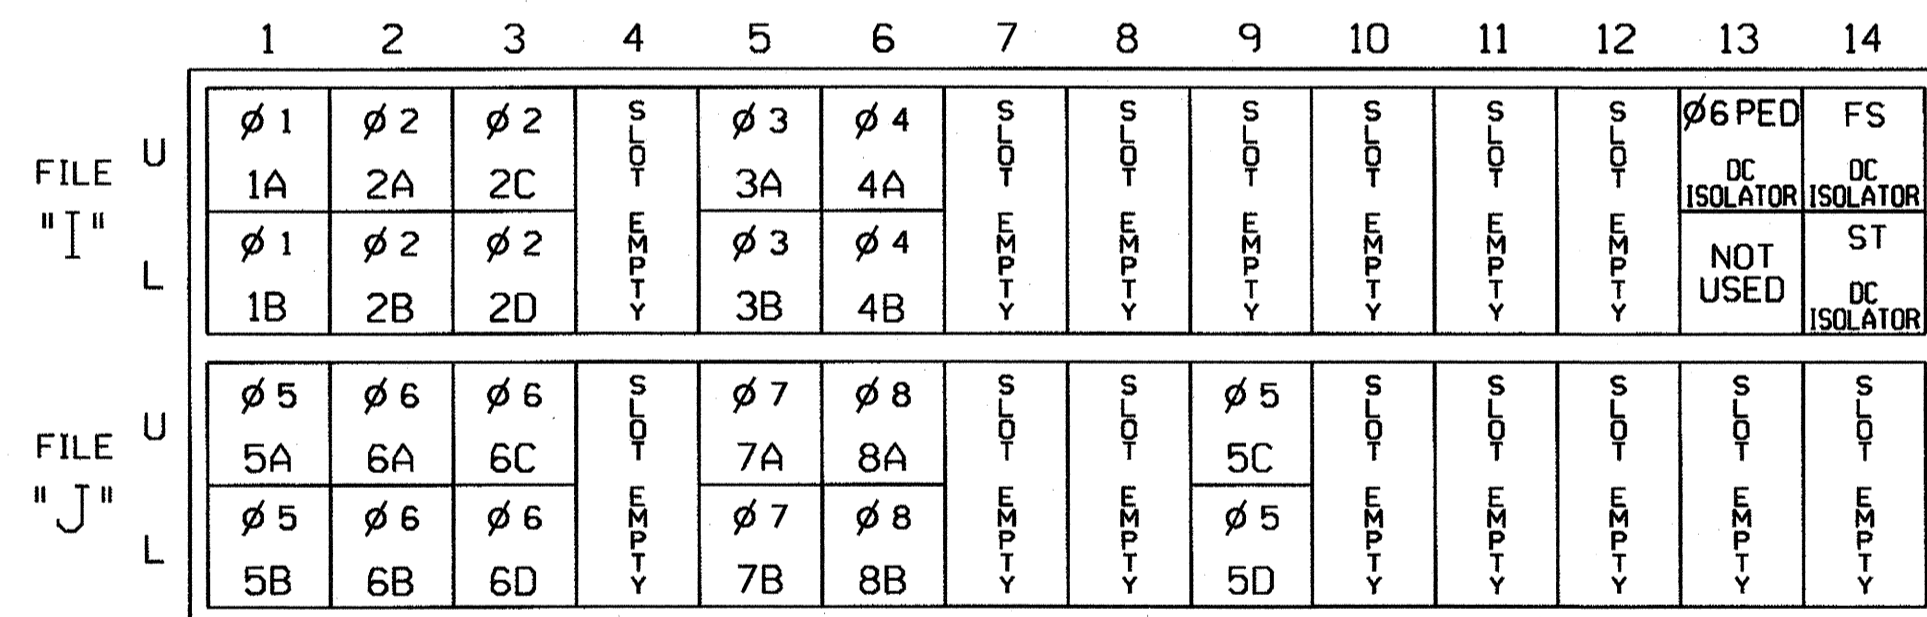 1 2 3 4 5 6 7 8 9 10 11 12 13 14
FILE "I"
U
Ø 1 Ø 2 Ø 2 SLOT EMPTY Ø 3 Ø 4 SLOT EMPTY SLOT EMPTY SLOT EMPTY SLOT EMPTY SLOT EMPTY SLOT EMPTY Ø6 PED FS
1A 2A 2C 3A 4A DC ISOLATOR DC ISOLATOR
L
Ø 1 Ø 2 Ø 2 Ø 3 Ø 4 NOT USED ST
1B 2B 2D 3B 4B DC ISOLATOR
FILE "J"
U
Ø 5 Ø 6 Ø 6 SLOT EMPTY Ø 7 Ø 8 SLOT EMPTY SLOT EMPTY Ø 5 SLOT EMPTY SLOT EMPTY SLOT EMPTY SLOT EMPTY SLOT EMPTY
5A 6A 6C 7A 8A 5C
L
Ø 5 Ø 6 Ø 6 Ø 7 Ø 8 Ø 5
5B 6B 6D 7B 8B 5D